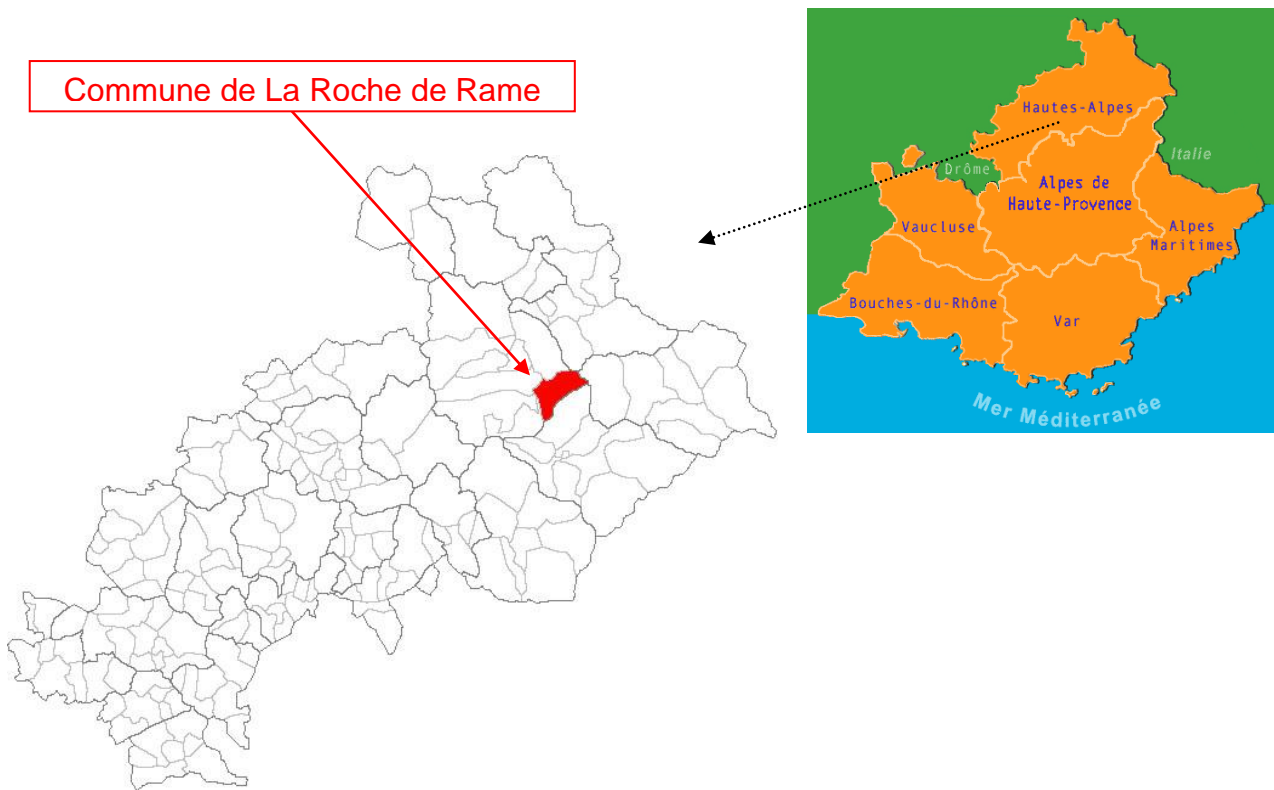 Commune de La Roche de Rame
Hautes-Alpes
Italie
Drôme
Alpes de
Haute-Provence
Vaucluse
Alpes
Maritimes
Bouches-du-Rhône
Var
Mer Méditerranée